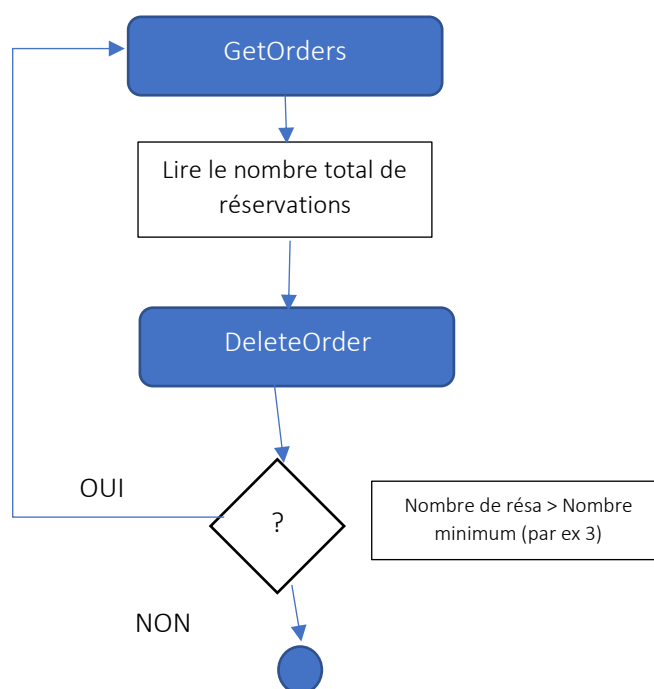 GetOrders
Lire le nombre total de
réservations
DeleteOrder
OUI
?
Nombre de résa > Nombre
minimum (par ex 3)
NON